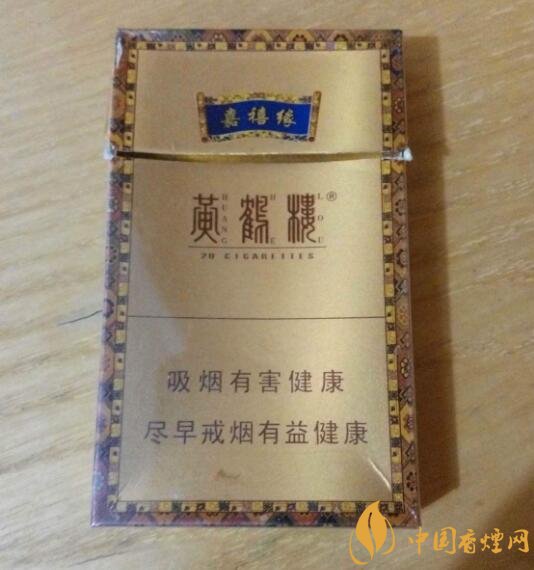 嘉禧缘
黄鹤楼®
HUANG HE LOU
20 CIGARETTES
吸烟有害健康
尽早戒烟有益健康
中国香煙网